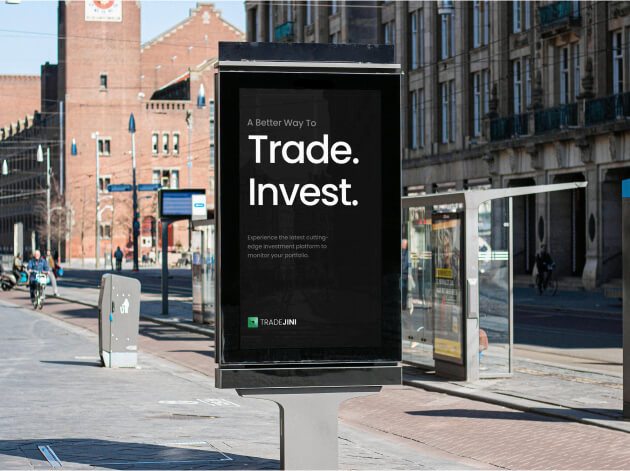 A Better Way To
Trade.
Invest.
Experience the latest cutting-
edge investment platform to
monitor your portfolio.
TRADEJINI